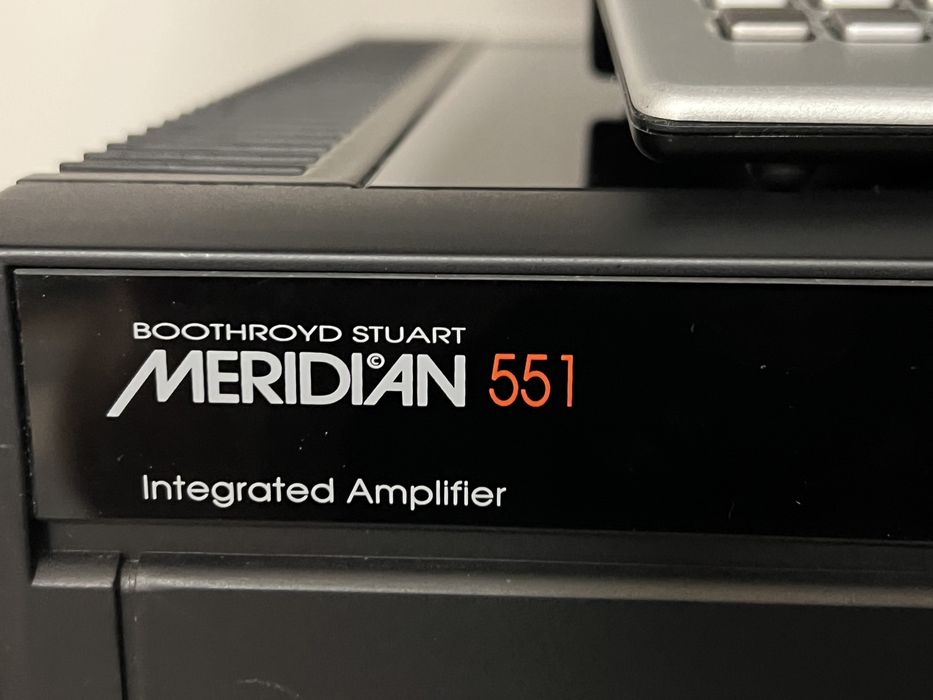 BOOTHROYD STUART
MERIDIAN© 551
Integrated Amplifier